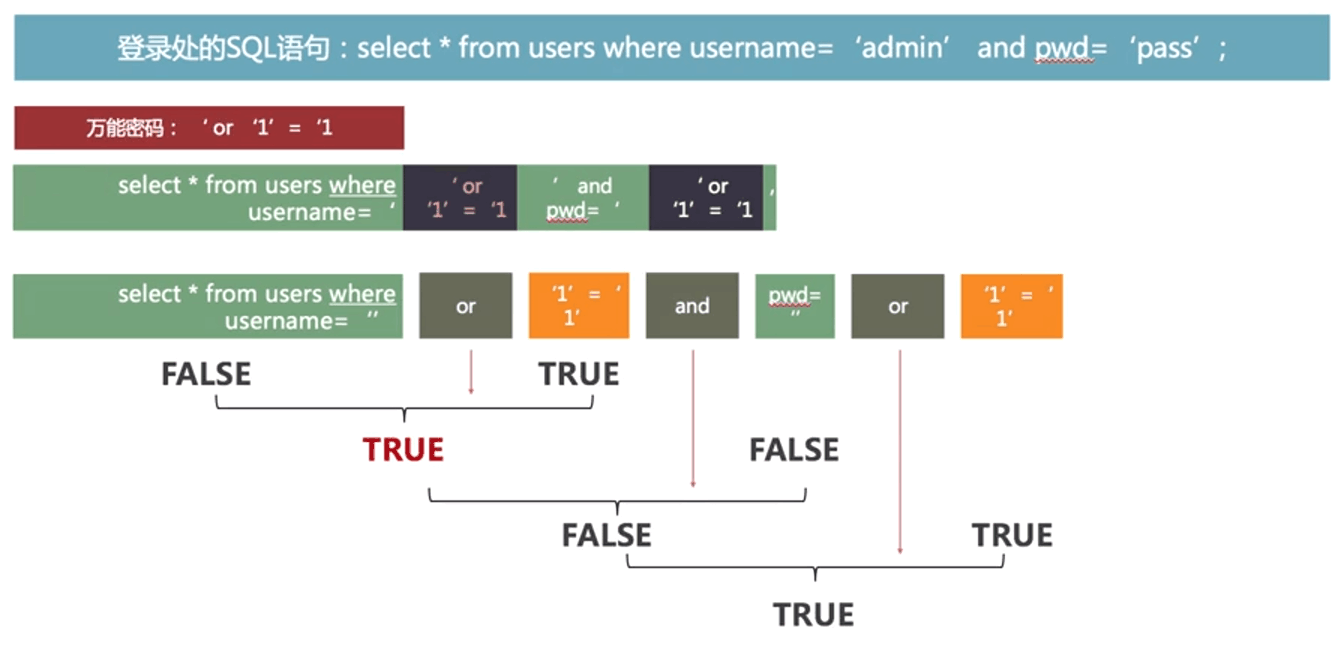 登录处的SQL语句：select * from users where username=‘admin’ and pwd=‘pass’;
万能密码：‘ or ‘1’=‘1
select * from users where
username=‘
‘ or
‘1’=‘1
’ and
pwd=‘
‘ or
‘1’=‘1
’
select * from users where
username=‘’
or
‘1’=‘
1’
and
pwd=
‘’
or
‘1’=‘
1’
FALSE
TRUE
TRUE
FALSE
FALSE
TRUE
TRUE